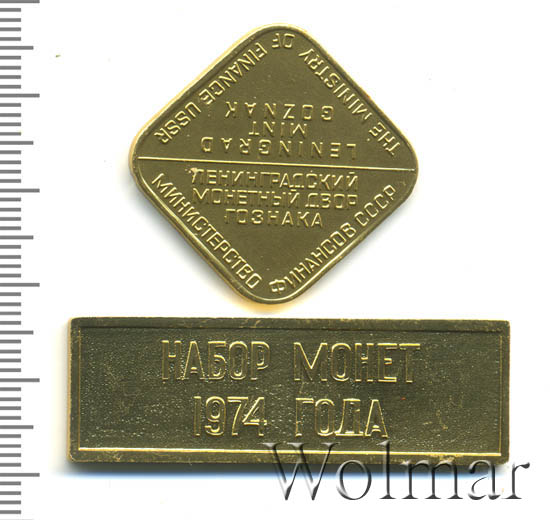 THE MINISTRY OF FINANCE USSR
LENINGRAD
MINT
GOZNAK
ЛЕНИНГРАДСКИЙ
МОНЕТНЫЙ ДВОР
ГОЗНАКА
МИНИСТЕРСТВО ФИНАНСОВ СССР
НАБОР МОНЕТ
1974 ГОДА
Wolmar